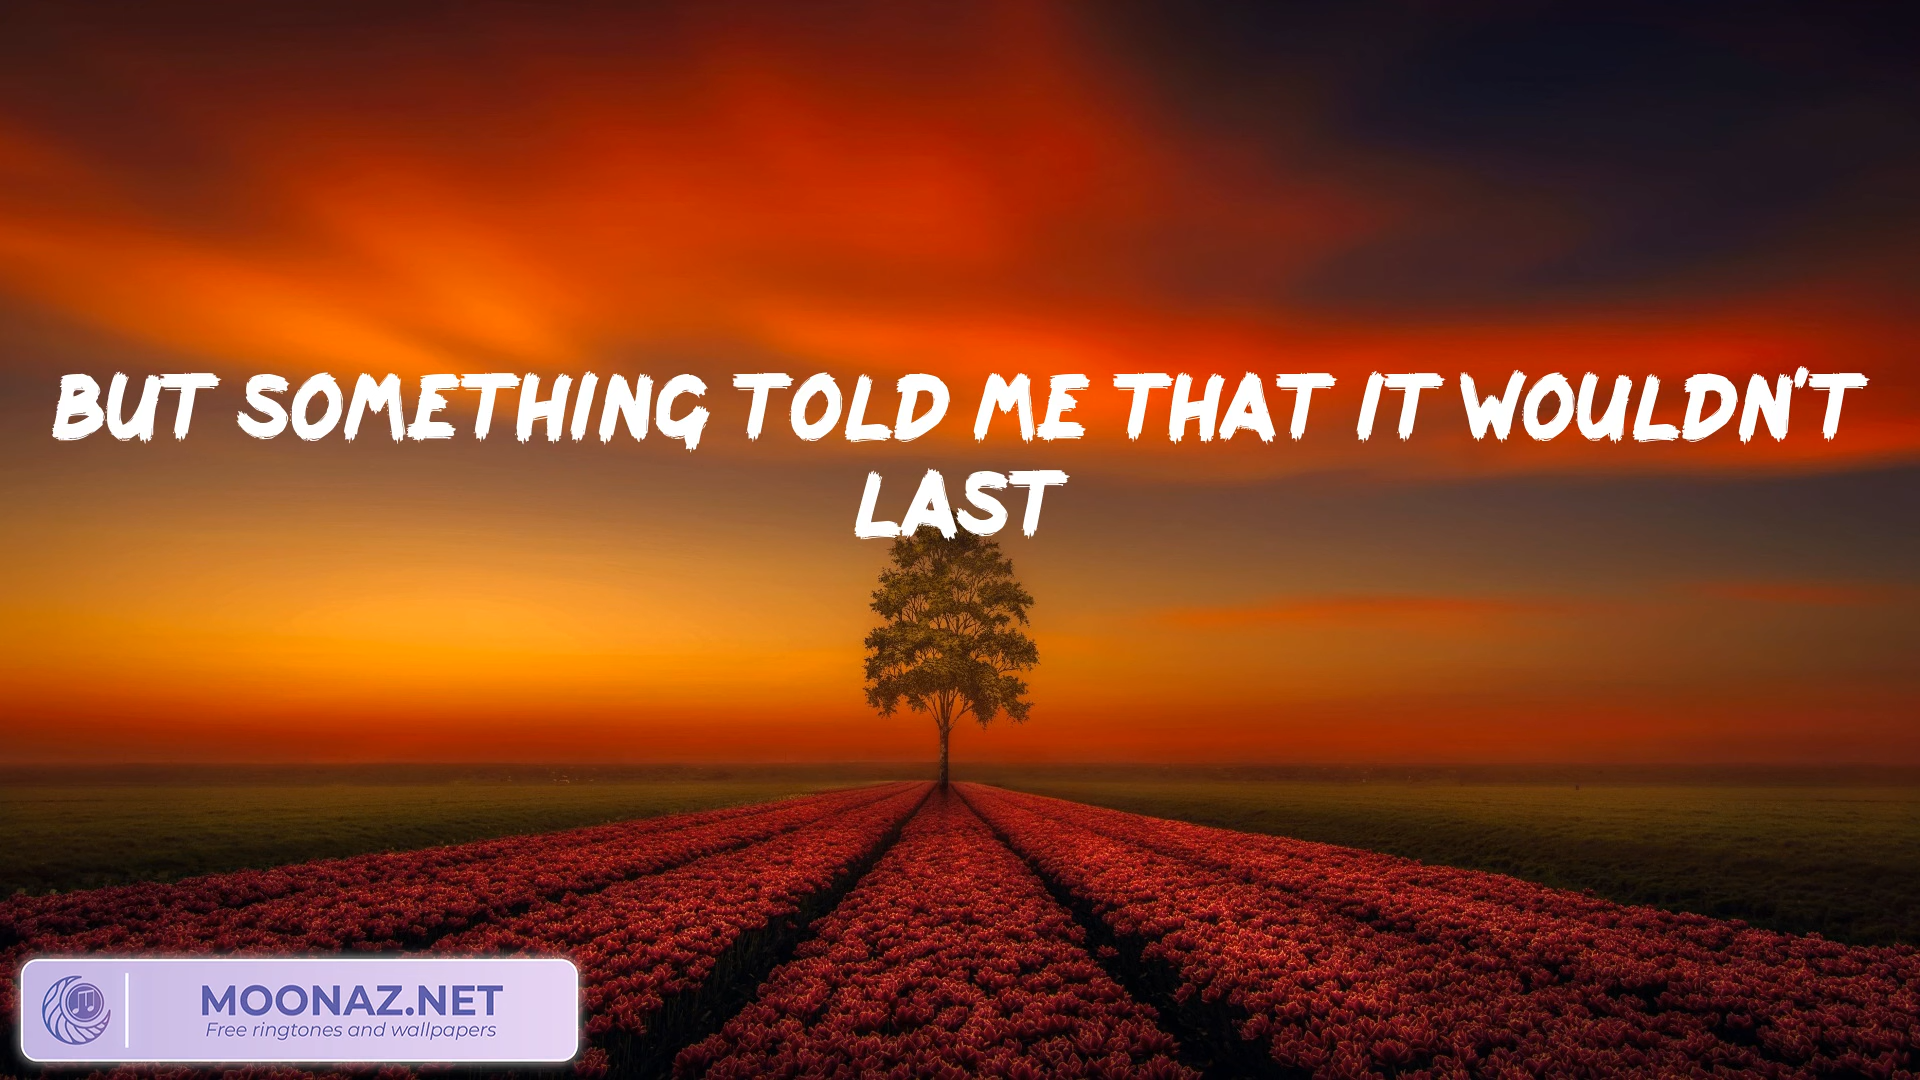 BUT SOMETHING TOLD ME THAT IT WOULDN'T
LAST
MOONAZ.NET
Free ringtones and wallpapers